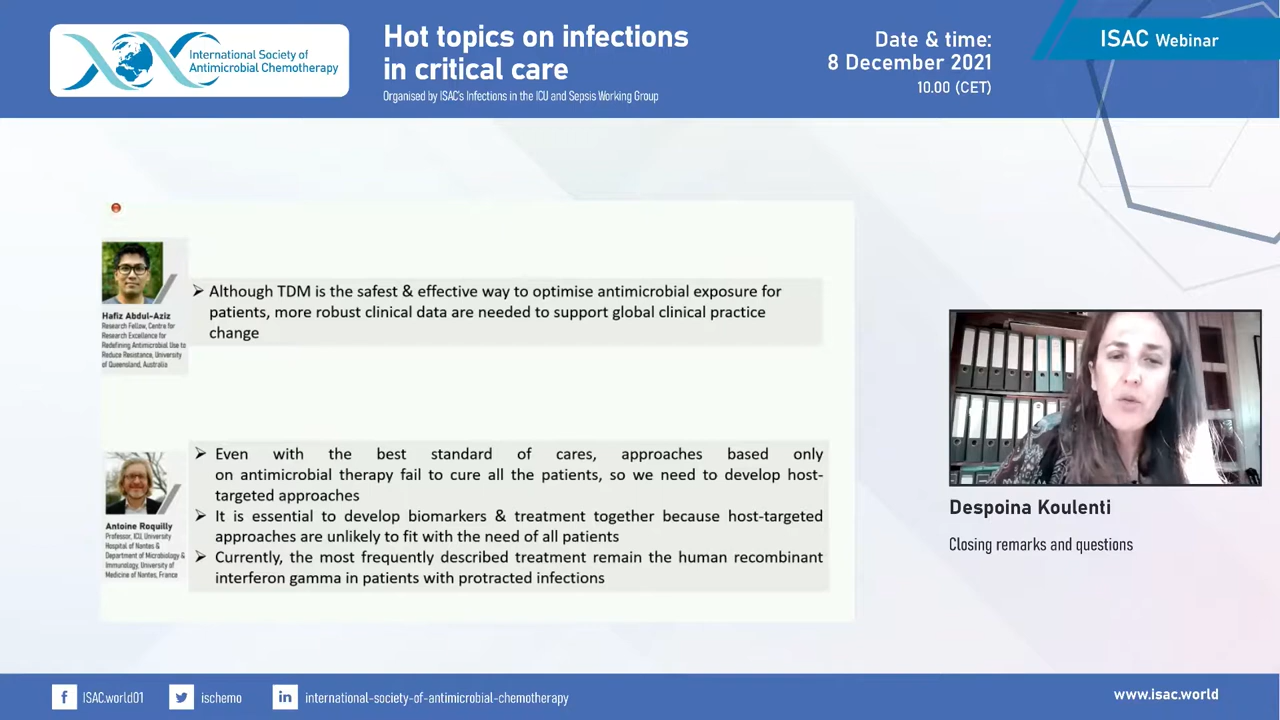 International Society of
Antimicrobial Chemotherapy
Hot topics on infections
in critical care
Organised by ISAC's Infections in the ICU and Sepsis Working Group
Date & time:
8 December 2021
10.00 (CET)
ISAC Webinar
Hafiz Abdul-Aziz
Research Fellow, Centre for
Research Excellence for
Redefining Antimicrobial Use to
Reduce Resistance, University
of Queensland, Australia
➢ Although TDM is the safest & effective way to optimise antimicrobial exposure for
patients, more robust clinical data are needed to support global clinical practice
change
Antoine Roquilly
Professor, ICU, University
Hospital of Nantes &
Department of Microbiology &
Immunology, University of
Medicine of Nantes, France
➢ Even with the best standard of cares, approaches based only
on antimicrobial therapy fail to cure all the patients, so we need to develop host-
targeted approaches
➢ It is essential to develop biomarkers & treatment together because host-targeted
approaches are unlikely to fit with the need of all patients
➢ Currently, the most frequently described treatment remain the human recombinant
interferon gamma in patients with protracted infections
Despoina Koulenti
Closing remarks and questions
ISAC.world01
ischemo
international-society-of-antimicrobial-chemotherapy
www.isac.world